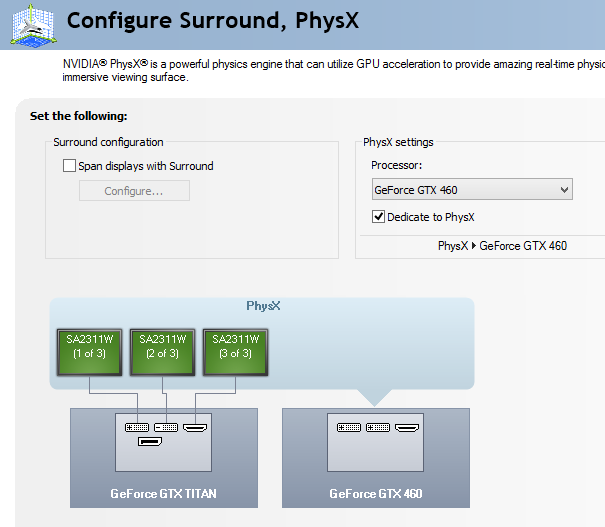 Configure Surround, PhysX
NVIDIA® PhysX® is a powerful physics engine that can utilize GPU acceleration to provide amazing real-time physic
immersive viewing surface.
Set the following:
Surround configuration
Span displays with Surround
Configure...
PhysX settings
Processor:
GeForce GTX 460
Dedicate to PhysX
PhysX GeForce GTX 460
PhysX
SA2311W
(1 of 3)
SA2311W
(2 of 3)
SA2311W
(3 of 3)
GeForce GTX TITAN
GeForce GTX 460